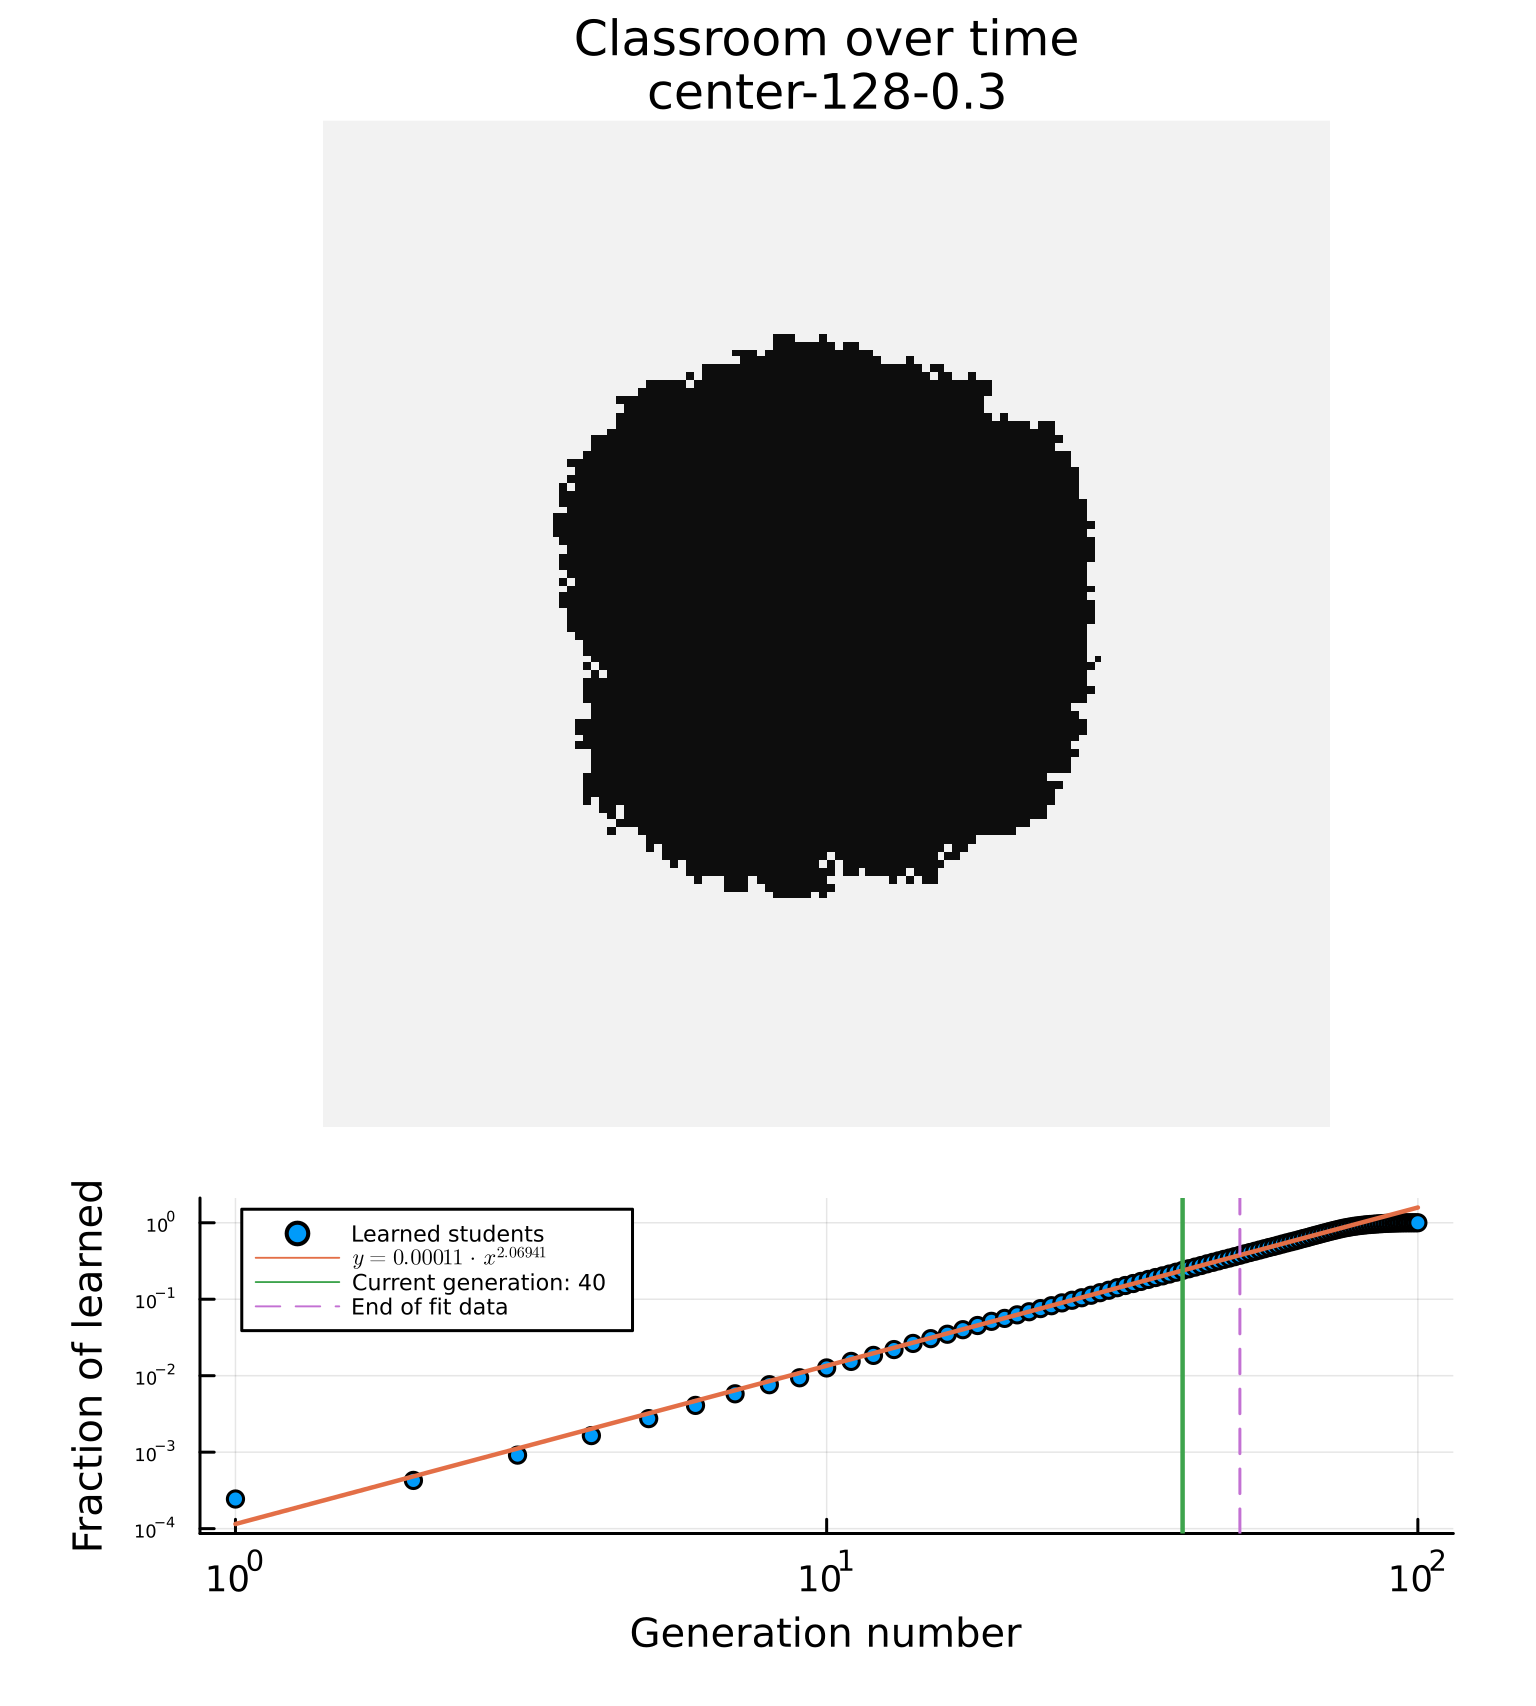 Classroom over time
center-128-0.3
Fraction of learned
10^0
10^-1
10^-2
10^-3
10^-4
Learned students
y = 0.00011 · x^2.06941
Current generation: 40
End of fit data
10^0 10^1 10^2
Generation number